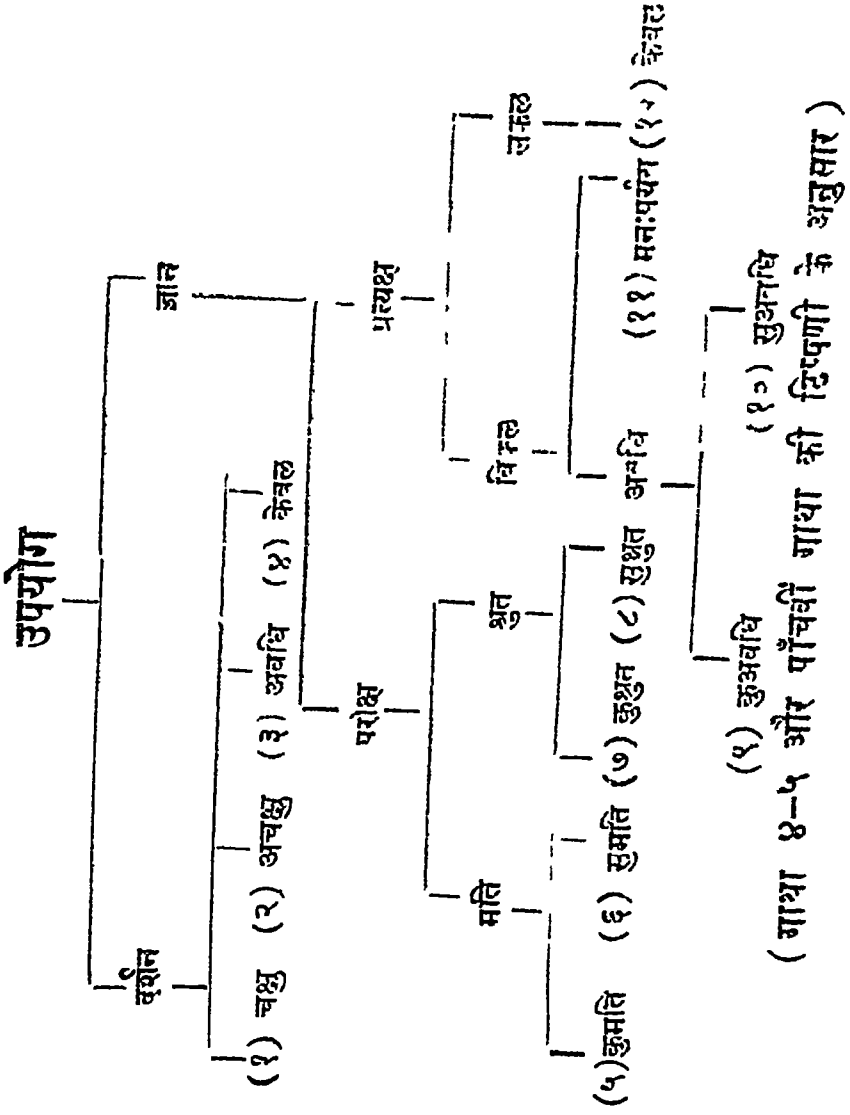 उपयोग
दर्शन ज्ञान
(१) चक्षु (२) अचक्षु (३) अवधि (४) केवल
परोक्ष प्रत्यक्ष
मति श्रुत विकल सकल
(५) कुमति (६) सुमति (७) कुश्रुत (८) सुश्रुत अवधि (११) मनःपर्यय (१२) केवल
(९) कुअवधि (१०) सुअवधि
( गाथा ४-५ और पाँचवीं गाथा की टिप्पणी के अनुसार )